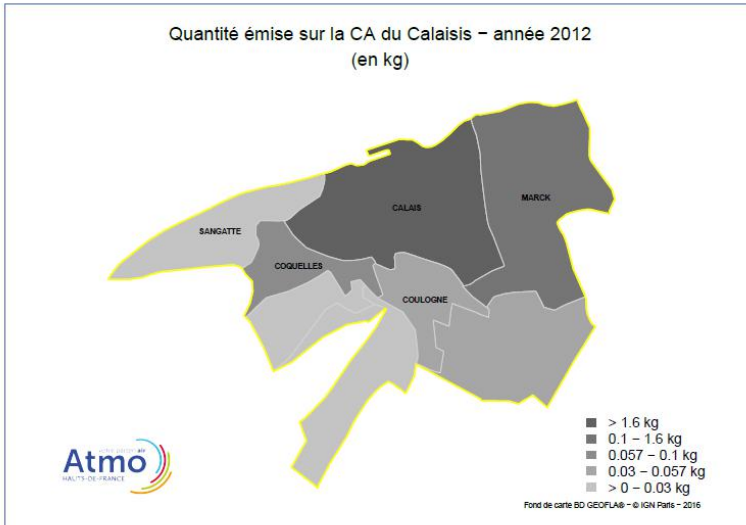 Quantité émise sur la CA du Calaisis – année 2012
(en kg)
CALAIS
MARCK
SANGATTE
COQUELLES
COULOGNE
> 1.6 kg
0.1 – 1.6 kg
0.057 – 0.1 kg
0.03 – 0.057 kg
> 0 – 0.03 kg
Atmo
HAUTS-DE-FRANCE
Fond de carte BD GEOFLA® – © IGN Paris – 2016